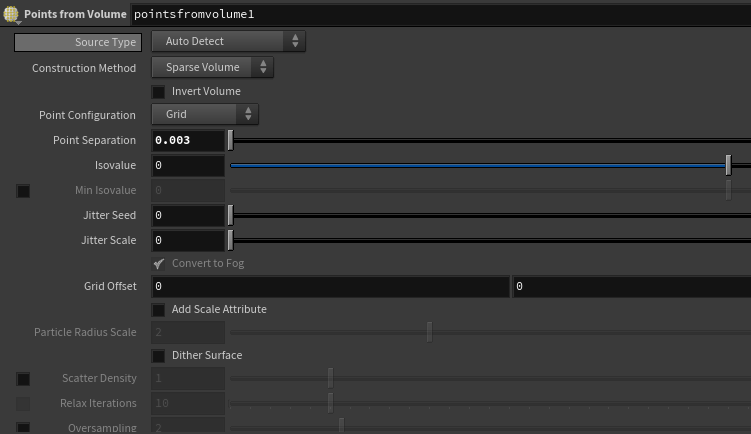 Points from Volume pointsfromvolume1
Source Type Auto Detect
Construction Method Sparse Volume
Invert Volume
Point Configuration Grid
Point Separation 0.003
Isovalue 0
Min Isovalue 0
Jitter Seed 0
Jitter Scale 0
Convert to Fog
Grid Offset 0 0
Add Scale Attribute
Particle Radius Scale 2
Dither Surface
Scatter Density 1
Relax Iterations 10
Oversampling 2